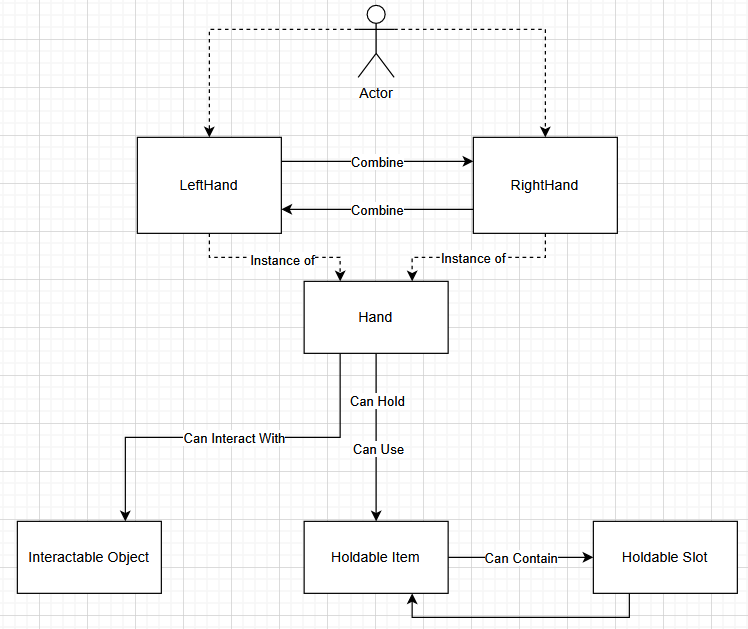 Actor
LeftHand
Combine
RightHand
Combine
Instance of
Instance of
Hand
Can Hold
Can Interact With
Can Use
Interactable Object
Holdable Item
Can Contain
Holdable Slot